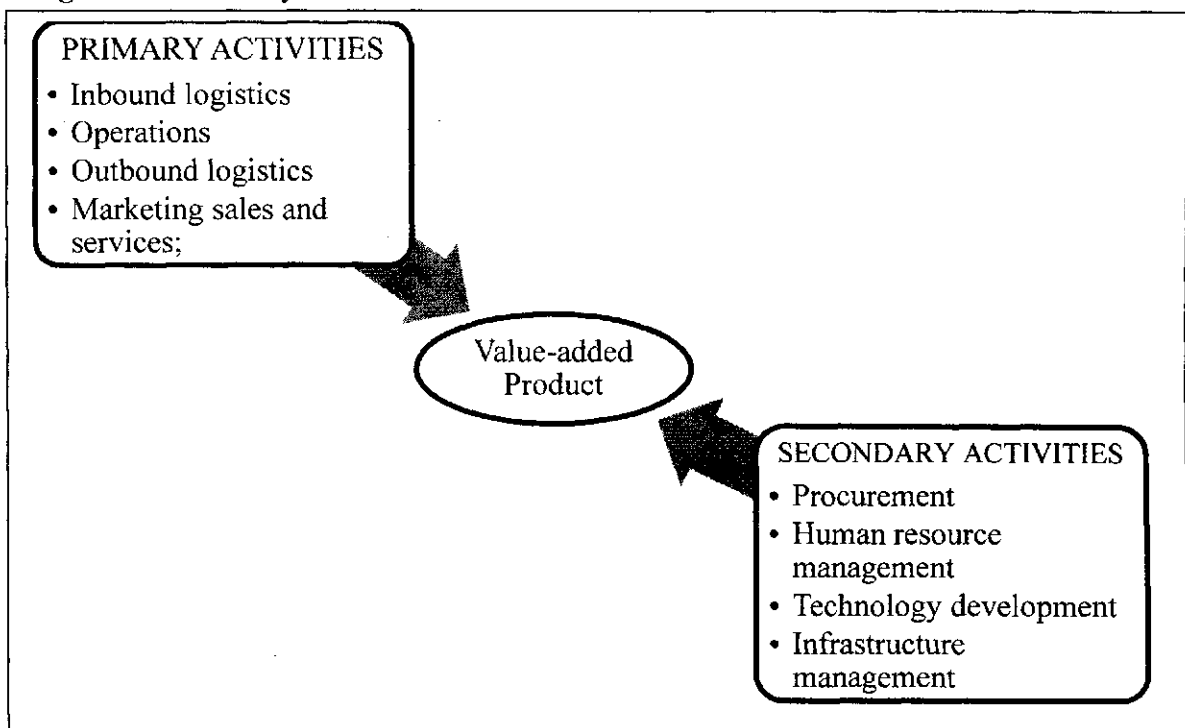 PRIMARY ACTIVITIES
• Inbound logistics
• Operations
• Outbound logistics
• Marketing sales and
services;
Value-added
Product
SECONDARY ACTIVITIES
• Procurement
• Human resource
management
• Technology development
• Infrastructure
management